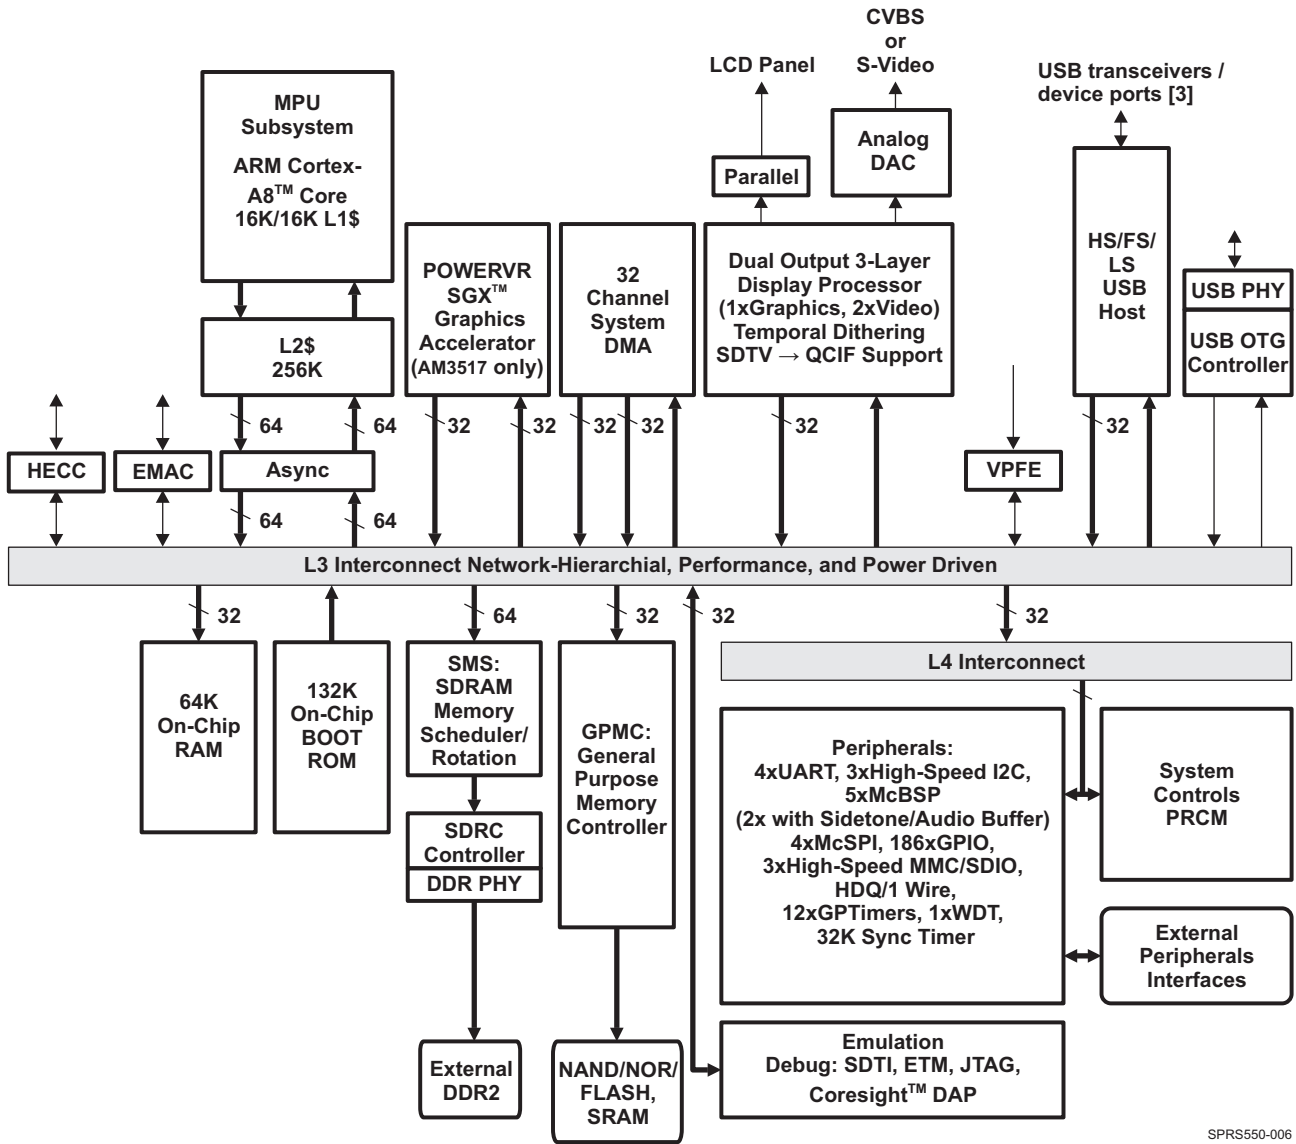 CVBS
or
S-Video
LCD Panel
USB transceivers /
device ports [3]
MPU
Subsystem
ARM Cortex-
A8™ Core
16K/16K L1$
Parallel
Analog
DAC
POWERVR
SGX™
Graphics
Accelerator
(AM3517 only)
32
Channel
System
DMA
Dual Output 3-Layer
Display Processor
(1xGraphics, 2xVideo)
Temporal Dithering
SDTV → QCIF Support
HS/FS/
LS
USB
Host
USB PHY
USB OTG
Controller
L2$
256K
64
64
32
32
32
32
32
32
HECC
EMAC
Async
VPFE
64
64
L3 Interconnect Network-Hierarchial, Performance, and Power Driven
32
64
32
32
32
L4 Interconnect
64K
On-Chip
RAM
132K
On-Chip
BOOT
ROM
SMS:
SDRAM
Memory
Scheduler/
Rotation
SDRC
Controller
DDR PHY
GPMC:
General
Purpose
Memory
Controller
Peripherals:
4xUART, 3xHigh-Speed I2C,
5xMcBSP
(2x with Sidetone/Audio Buffer)
4xMcSPI, 186xGPIO,
3xHigh-Speed MMC/SDIO,
HDQ/1 Wire,
12xGPTimers, 1xWDT,
32K Sync Timer
System
Controls
PRCM
External
Peripherals
Interfaces
External
DDR2
NAND/NOR/
FLASH,
SRAM
Emulation
Debug: SDTI, ETM, JTAG,
Coresight™ DAP
SPRS550-006